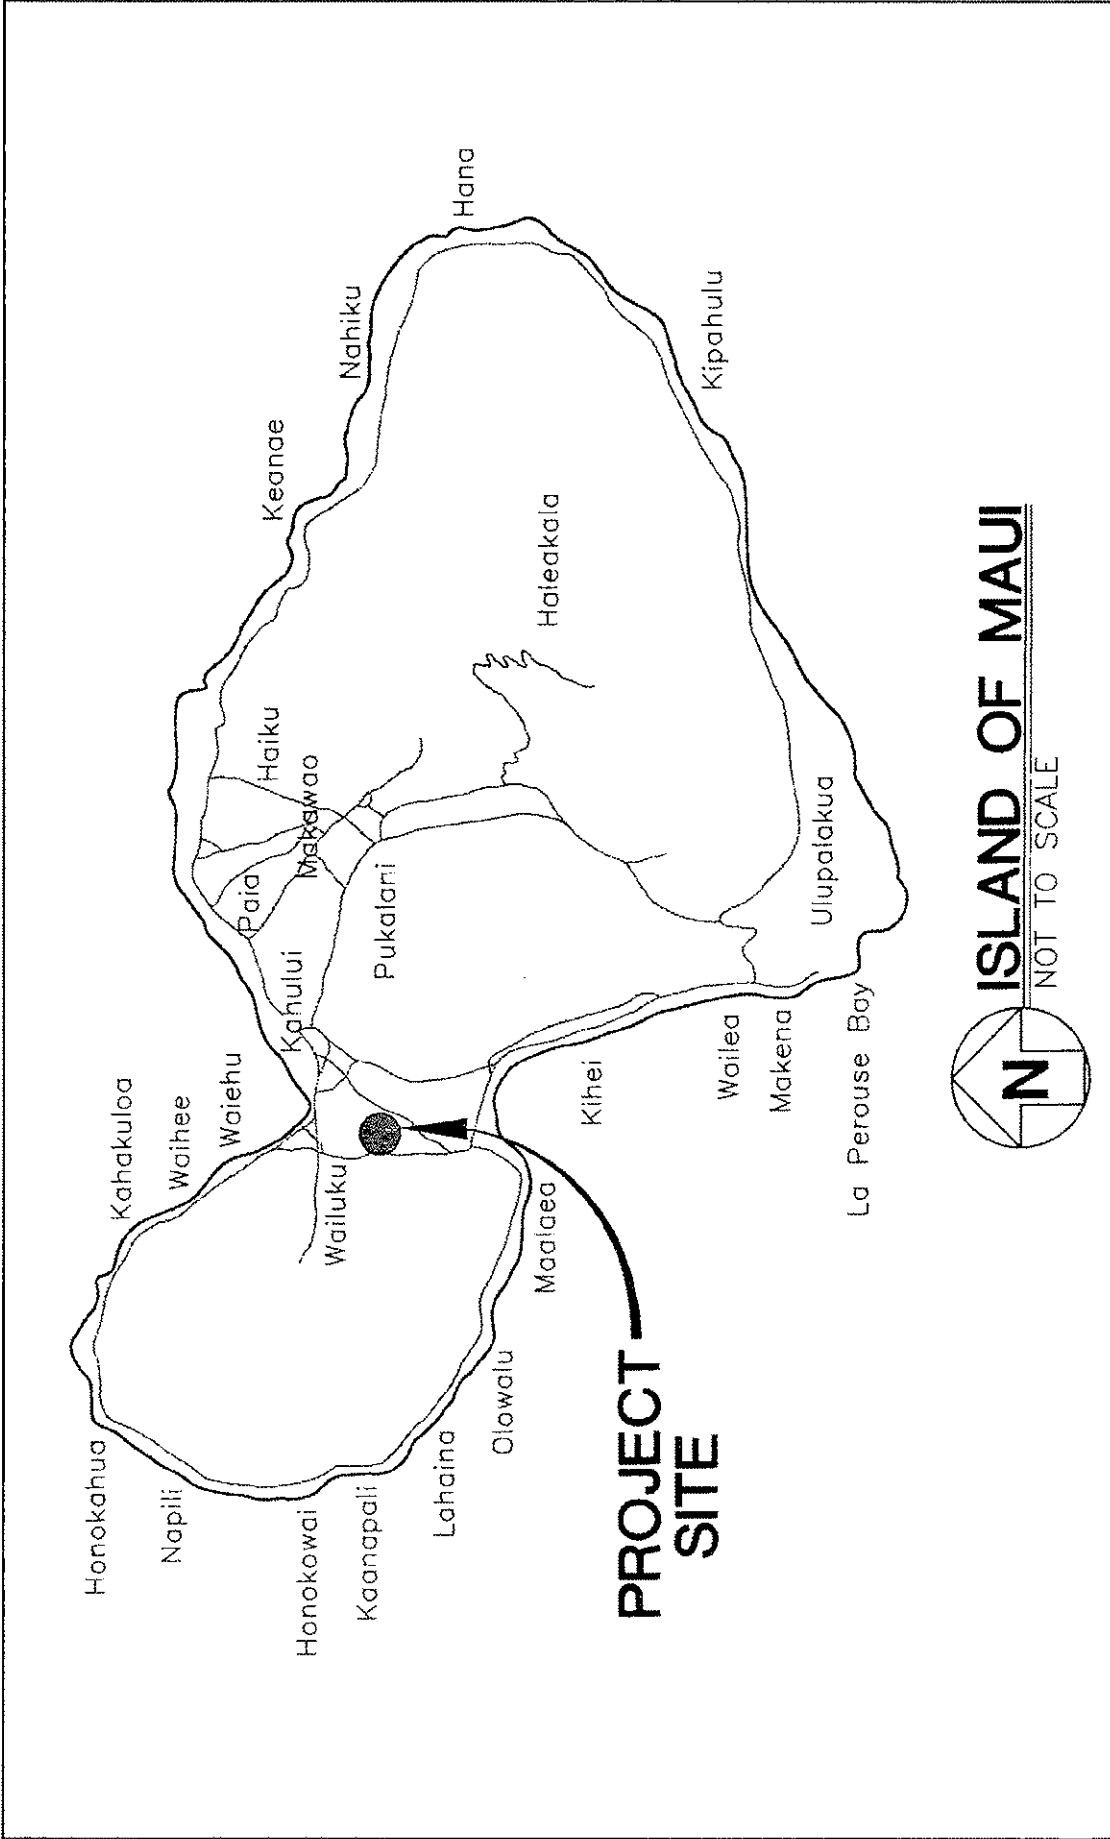 Kahakuloa
Honokahua
Waihee
Napili
Waiehu
Keanae
Nahiku
Hana
Haiku
Paia
Makawao
Kahului
Wailuku
Honokowai
Kaanapali
Pukalani
Lahaina
Olowalu
Haleakala
Maalaea
Kihei
Kipahulu
Wailea
Makena
Ulupalakua
La Perouse Bay
PROJECT
SITE
N
ISLAND OF MAUI
NOT TO SCALE